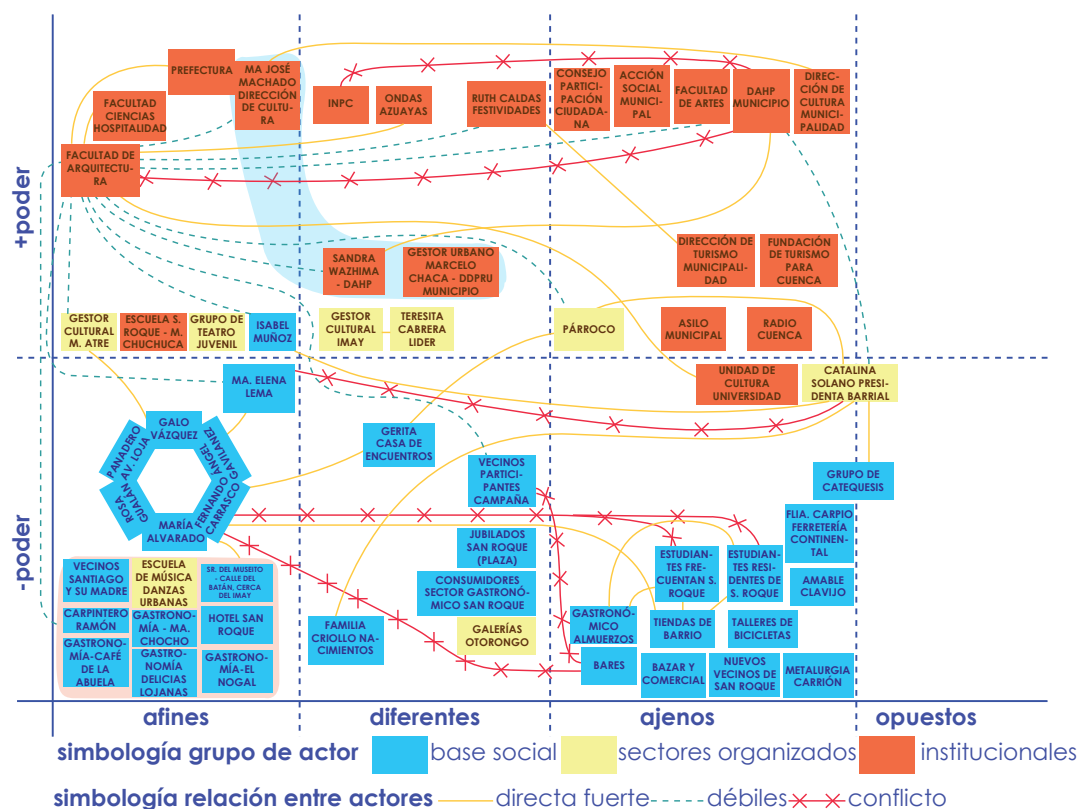 PREFECTURA
MA JOSÉ
MACHADO
DIRECCIÓN
DE CULTU-
RA
FACULTAD
CIENCIAS
HOSPITALIDAD
FACULTAD DE
ARQUITECTU-
RA
INPC
ONDAS
AZUAYAS
RUTH CALDAS
FESTIVIDADES
CONSEJO
PARTICI-
PACIÓN
CIUDADA-
NA
ACCIÓN
SOCIAL
MUNICI-
PAL
FACULTAD
DE ARTES
DAHP
MUNICIPO
DIREC-
CIÓN DE
CULTURA
MUNICI-
PALIDAD
+poder
SANDRA
WAZHIMA
- DAHP
GESTOR URBANO
MARCELO
CHACA - DDPRU
MUNICIPIO
DIRECCIÓN DE
TURISMO
MUNICIPALI-
DAD
FUNDACIÓN
DE TURISMO
PARA
CUENCA
GESTOR
CULTURAL
M. ATRE
ESCUELA S.
ROQUE - M.
CHUCHUCA
GRUPO DE
TEATRO
JUVENIL
ISABEL
MUÑOZ
GESTOR
CULTURAL
IMAY
TERESITA
CABRERA
LIDER
PÁRROCO
ASILO
MUNICIPAL
RADIO
CUENCA
MA. ELENA
LEMA
UNIDAD DE
CULTURA
UNIVERSIDAD
CATALINA
SOLANO PRESI-
DENTA BARRIAL
GALO
VÁZQUEZ
PANADERO
AV. LOJA
ANGEL
GAVILANEZ
ROSA
GUALÁN
FERNANDO
CARRASCO
MARÍA
ALVARADO
GERITA
CASA DE
ENCUENTROS
VECINOS
PARTICI-
PANTES
CAMPAÑA
GRUPO DE
CATEQUESIS
-poder
JUBILADOS
SAN ROQUE
(PLAZA)
FLIA. CARPIO
FERRETERÍA
CONTINEN-
TAL
VECINOS
SANTIAGO
Y SU MADRE
ESCUELA
DE MÚSICA
DANZAS
URBANAS
SR. DEL MUSEITO
- CALLE DEL
BATÁN, CERCA
DEL IMAY
CONSUMIDORES
SECTOR GASTRONÓ-
MICO SAN ROQUE
ESTUDIAN-
TES FRE-
CUENTAN S.
ROQUE
ESTUDIAN-
TES RESI-
DENTES DE
S. ROQUE
AMABLE
CLAVIJO
CARPINTERO
RAMÓN
GASTRONO-
MÍA - MA.
CHOCHO
HOTEL SAN
ROQUE
FAMILIA
CRIOLLO NA-
CIMIENTOS
GALERÍAS
OTORONGO
GASTRONÓ-
MICO
ALMUERZOS
TIENDAS DE
BARRIO
TALLERES DE
BICICLETAS
GASTRONO-
MÍA-CAFÉ
DE LA
ABUELA
GASTRO-
NOMÍA
DELICIAS
LOJANAS
GASTRONO-
MÍA-EL
NOGAL
BARES
BAZAR Y
COMERCIAL
NUEVOS
VECINOS DE
SAN ROQUE
METALURGIA
CARRIÓN
afines diferentes ajenos opuestos
simbología grupo de actor base social sectores organizados institucionales
simbología relación entre actores directa fuerte débiles conflicto